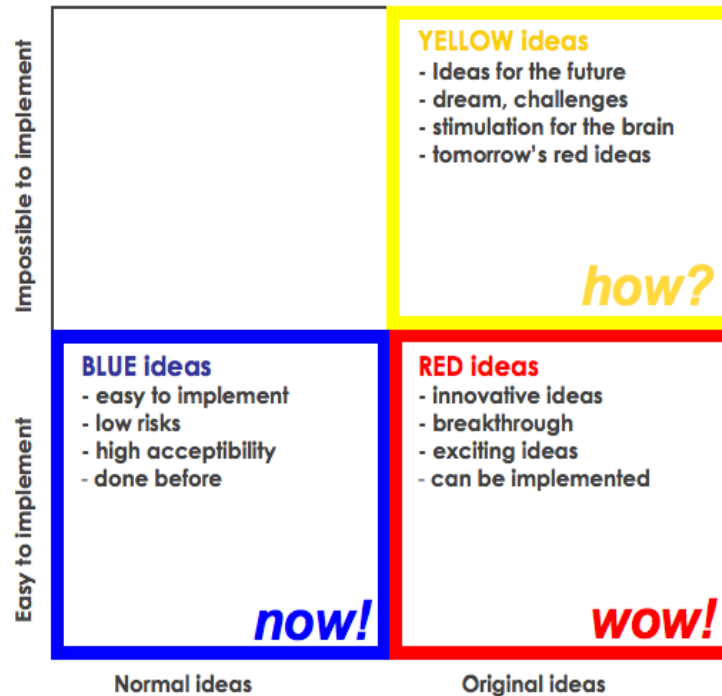 Impossible to implement
YELLOW ideas
- Ideas for the future
- dream, challenges
- stimulation for the brain
- tomorrow's red ideas
how?
Easy to implement
BLUE ideas
- easy to implement
- low risks
- high acceptibility
- done before
now!
RED ideas
- innovative ideas
- breakthrough
- exciting ideas
- can be implemented
wow!
Normal ideas
Original ideas